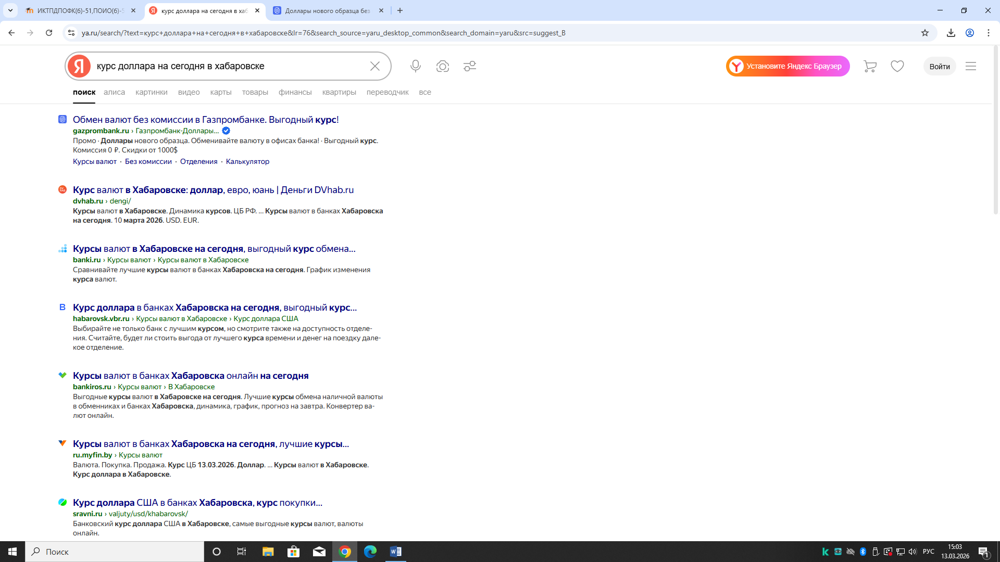 ИКТПДПОФК(6)-51,ПОИО(6)-5
курс доллара на сегодня в хаб
Доллары нового образца без
ya.ru/search/?text=курс+доллара+на+сегодня+в+хабаровске&lr=76&search_source=yaru_desktop_common&search_domain=yaru&src=suggest_B
Я курс доллара на сегодня в хабаровске
Установите Яндекс Браузер
Войти
поиск алиса картинки видео карты товары финансы квартиры переводчик все
Обмен валют без комиссии в Газпромбанке. Выгодный курс!
gazprombank.ru › Газпромбанк-Доллары...
Промо · Доллары нового образца. Обменивайте валюту в офисах банка! · Выгодный курс.
Комиссия 0 ₽. Скидки от 1000$
Курсы валют · Без комиссии · Отделения · Калькулятор
Курс валют в Хабаровске: доллар, евро, юань | Деньги DVhab.ru
dvhab.ru › dengi/
Курсы валют в Хабаровске. Динамика курсов. ЦБ РФ. ... Курсы валют в банках Хабаровска
на сегодня. 10 марта 2026. USD. EUR.
Курсы валют в Хабаровске на сегодня, выгодный курс обмена...
banki.ru › Курсы валют › Курсы валют в Хабаровске
Сравнивайте лучшие курсы валют в банках Хабаровска на сегодня. График изменения
курса валют.
В Курс доллара в банках Хабаровска на сегодня, выгодный курс...
habarovsk.vbr.ru › Курсы валют в Хабаровске › Курс доллара США
Выбирайте не только банк с лучшим курсом, но смотрите также на доступность отделе-
ния. Считайте, будет ли стоить выгода от лучшего курса времени и денег на поездку дале-
кое отделение.
Курсы валют в банках Хабаровска онлайн на сегодня
bankiros.ru › Курсы валют › В Хабаровске
Выгодные курсы валют в Хабаровске на сегодня. Лучшие курсы обмена наличной валюты
в обменниках и банках Хабаровска, динамика, график, прогноз на завтра. Конвертер ва-
лют онлайн.
Курсы валют в банках Хабаровска на сегодня, лучшие курсы...
ru.myfin.by › Курсы валют
Валюта. Покупка. Продажа. Курс ЦБ 13.03.2026. Доллар. ... Курсы валют в Хабаровске.
Курс доллара в Хабаровске.
Курс доллара США в банках Хабаровска, курс покупки...
sravni.ru › valjuty/usd/khabarovsk/
Банковский курс доллара США в Хабаровске, самые выгодные курсы валют, валюты
онлайн.
Поиск
РУС
15:03
13.03.2026
1